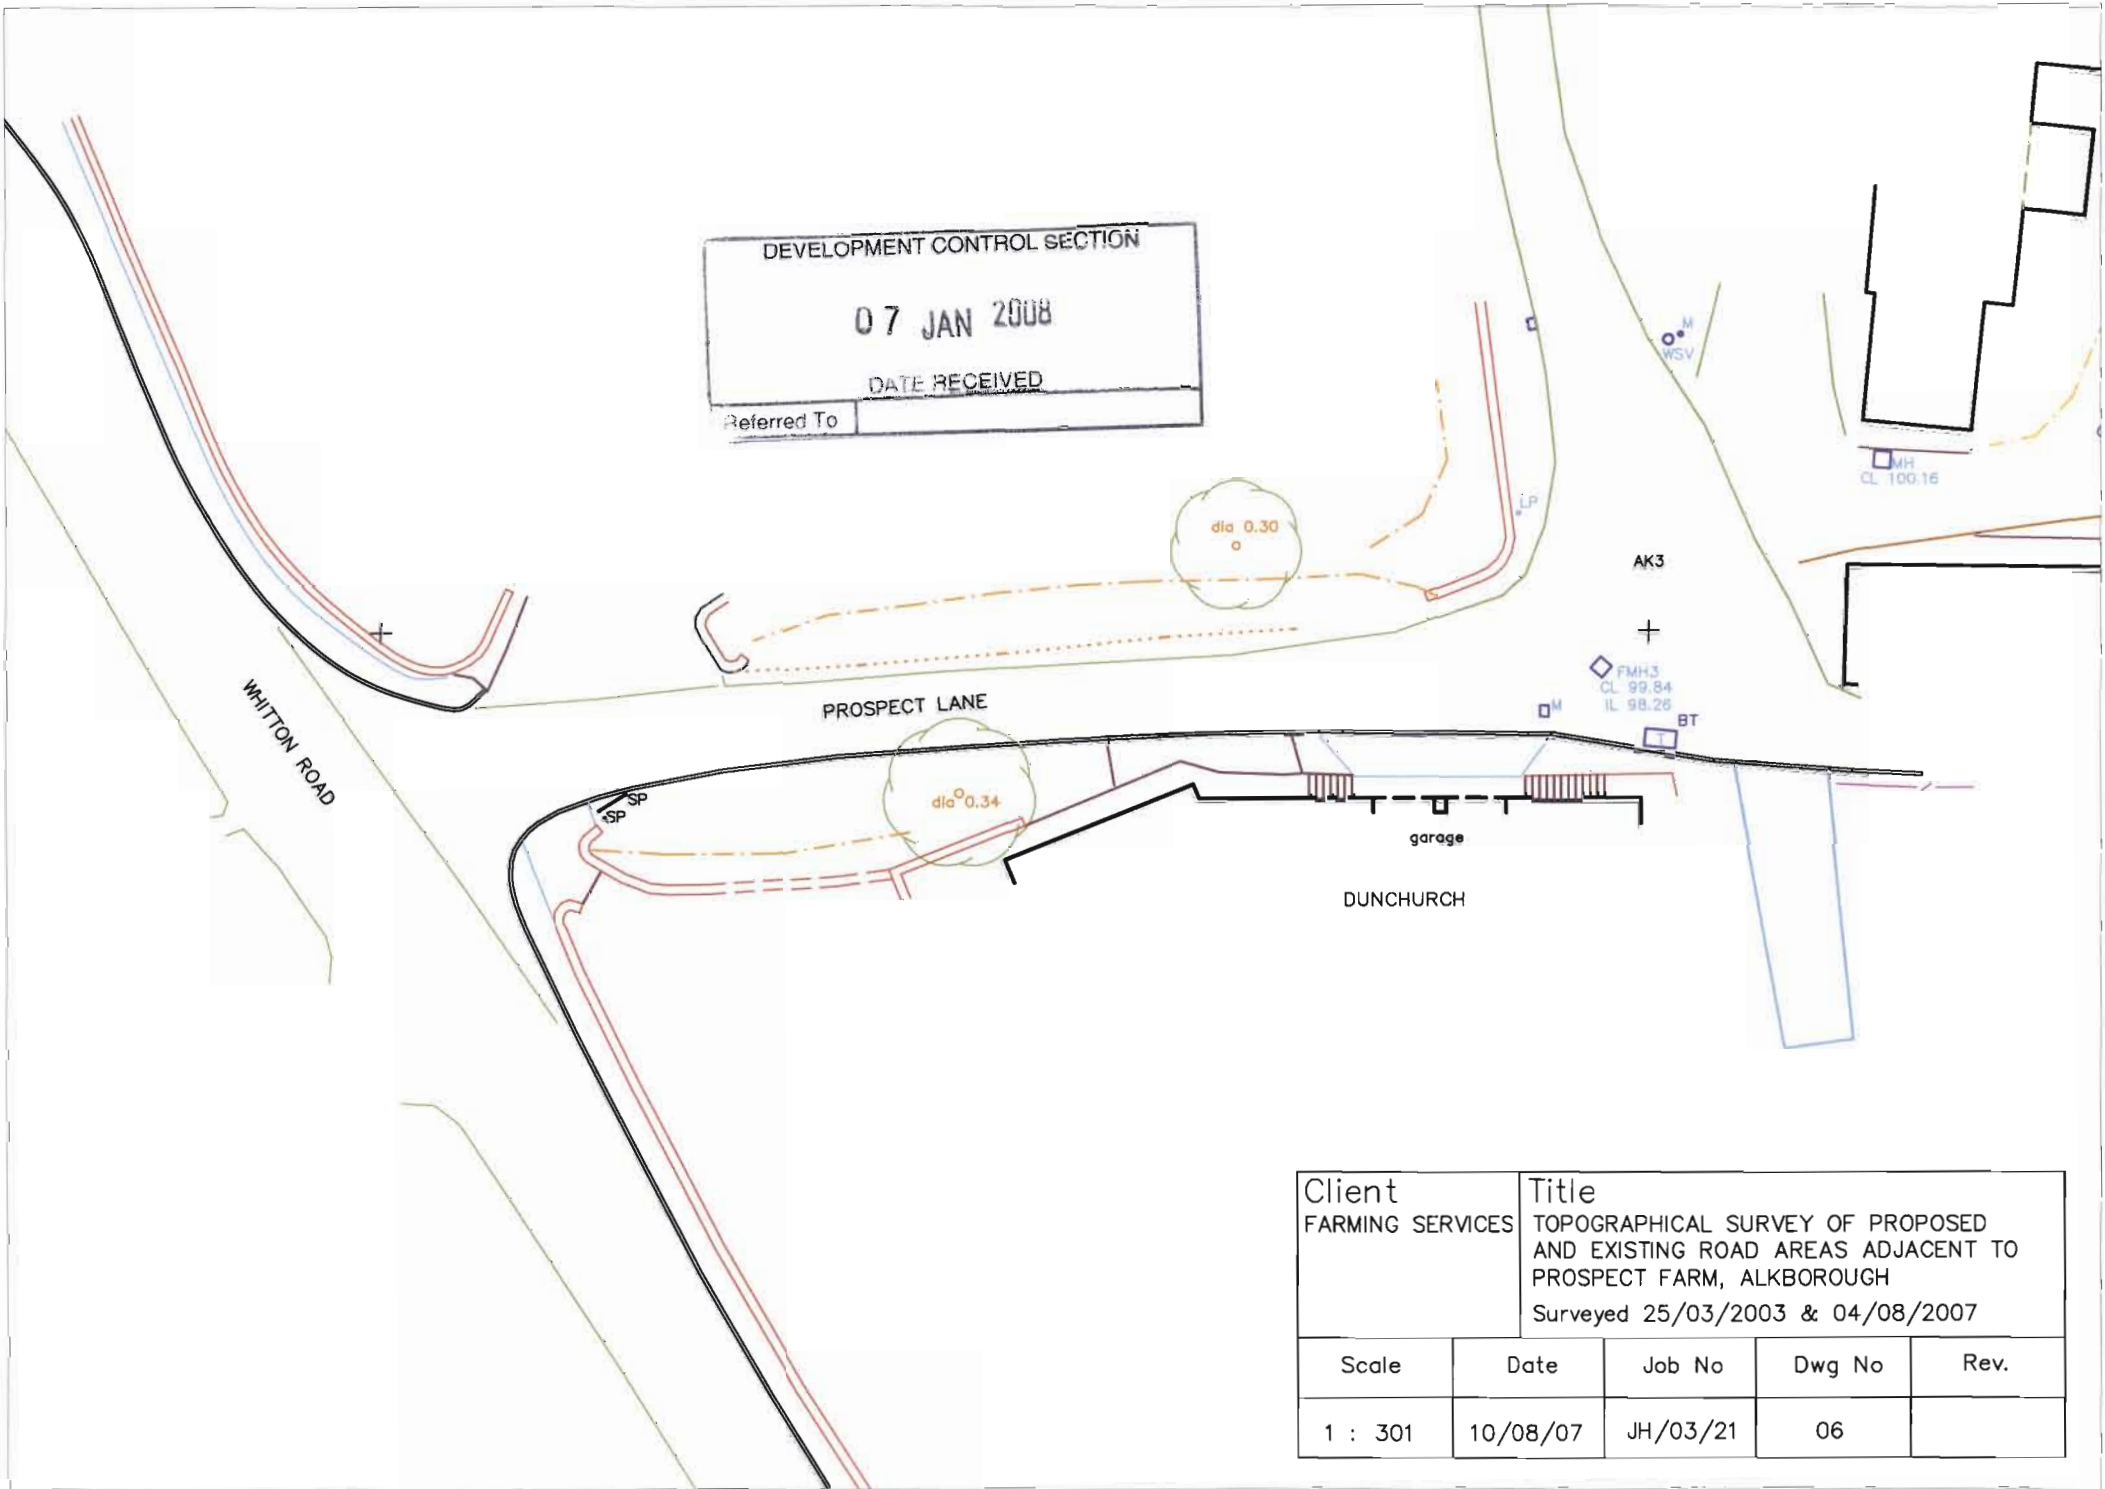 DEVELOPMENT CONTROL SECTION
07 JAN 2008
DATE RECEIVED
Referred To
M
WSV
MH
CL 100.16
LP
dia 0.30
AK3
FMH3
CL 99.84
IL 98.26
M
BT
T
PROSPECT LANE
WHITTON ROAD
SP
SP
dia 0.34
garage
DUNCHURCH
Client
FARMING SERVICES
Title
TOPOGRAPHICAL SURVEY OF PROPOSED
AND EXISTING ROAD AREAS ADJACENT TO
PROSPECT FARM, ALKBOROUGH
Surveyed 25/03/2003 & 04/08/2007
Scale Date Job No Dwg No Rev.
1 : 301 10/08/07 JH/03/21 06